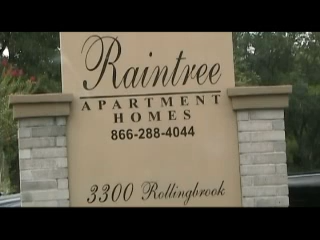 Raintree
APARTMENT
HOMES
866-288-4044
3300 Rollingbrook